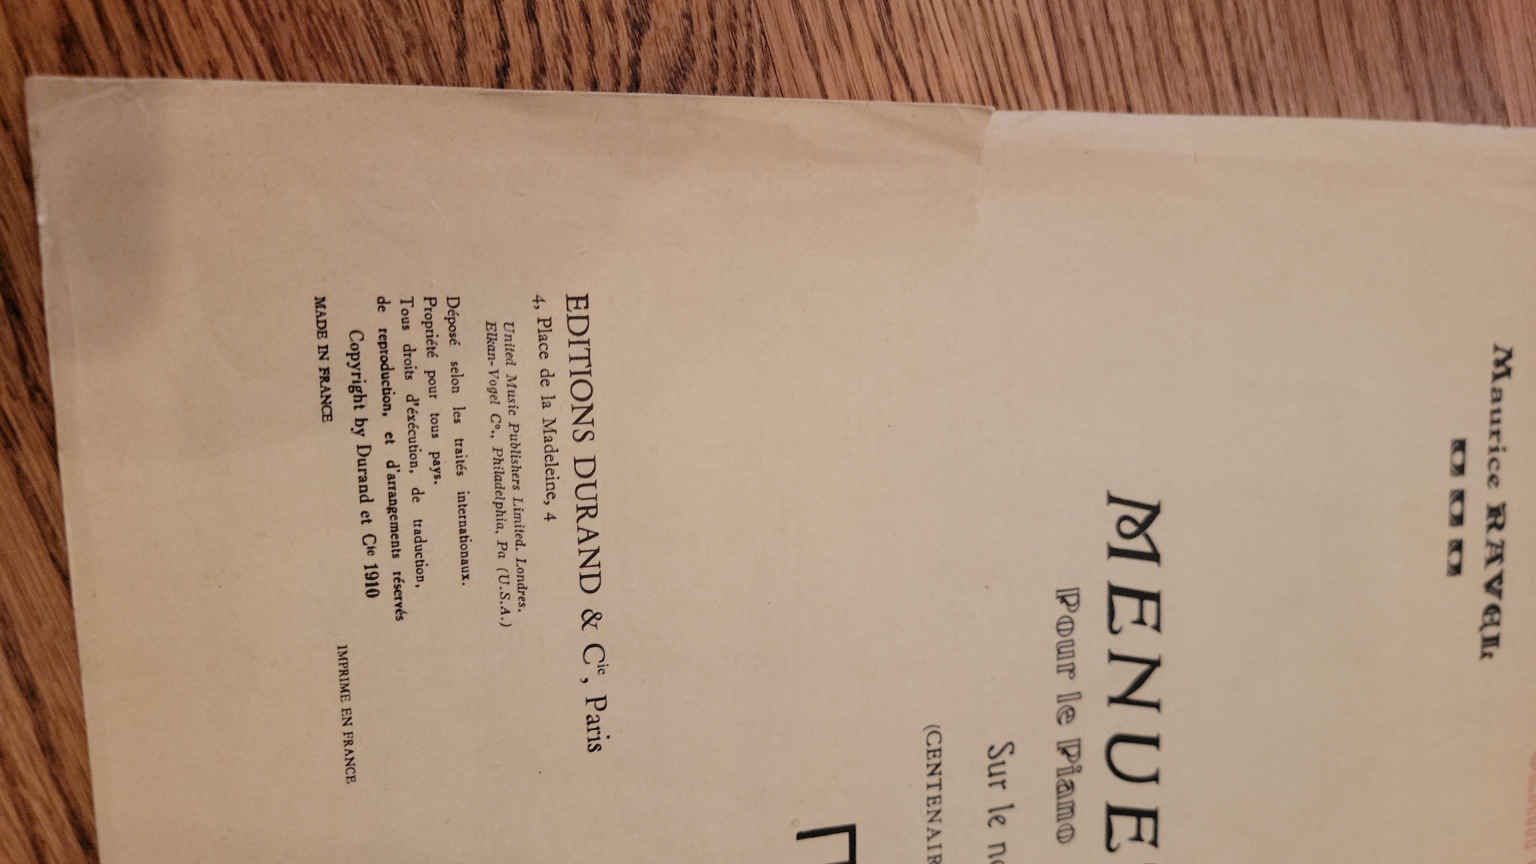 Maurice RAVEL
MENUE
Pour le Piano
Sur le
(CENTENAIR
EDITIONS DURAND & Cie, Paris
4, Place de la Madeleine, 4
United Music Publishers Limited. Londres.
Elkan-Vogel Co., Philadelphia, Pa (U.S.A.)
Déposé selon les traités internationaux.
Propriété pour tous pays.
Tous droits d'éxécution, de traduction,
de reproduction, et d'arrangements réservés
Copyright by Durand et Cie 1910
MADE IN FRANCE
IMPRIME EN FRANCE